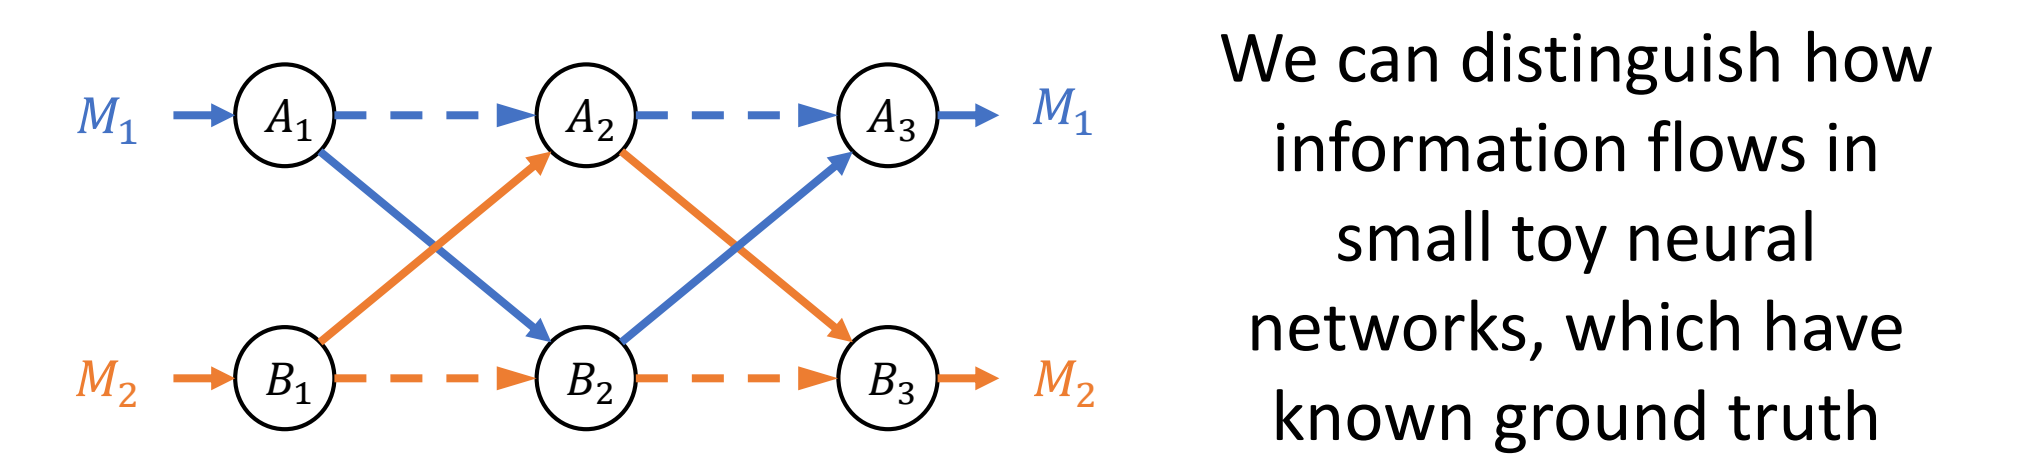 M₁ A₁ A₂ A₃ M₁
M₂ B₁ B₂ B₃ M₂
We can distinguish how
information flows in
small toy neural
networks, which have
known ground truth